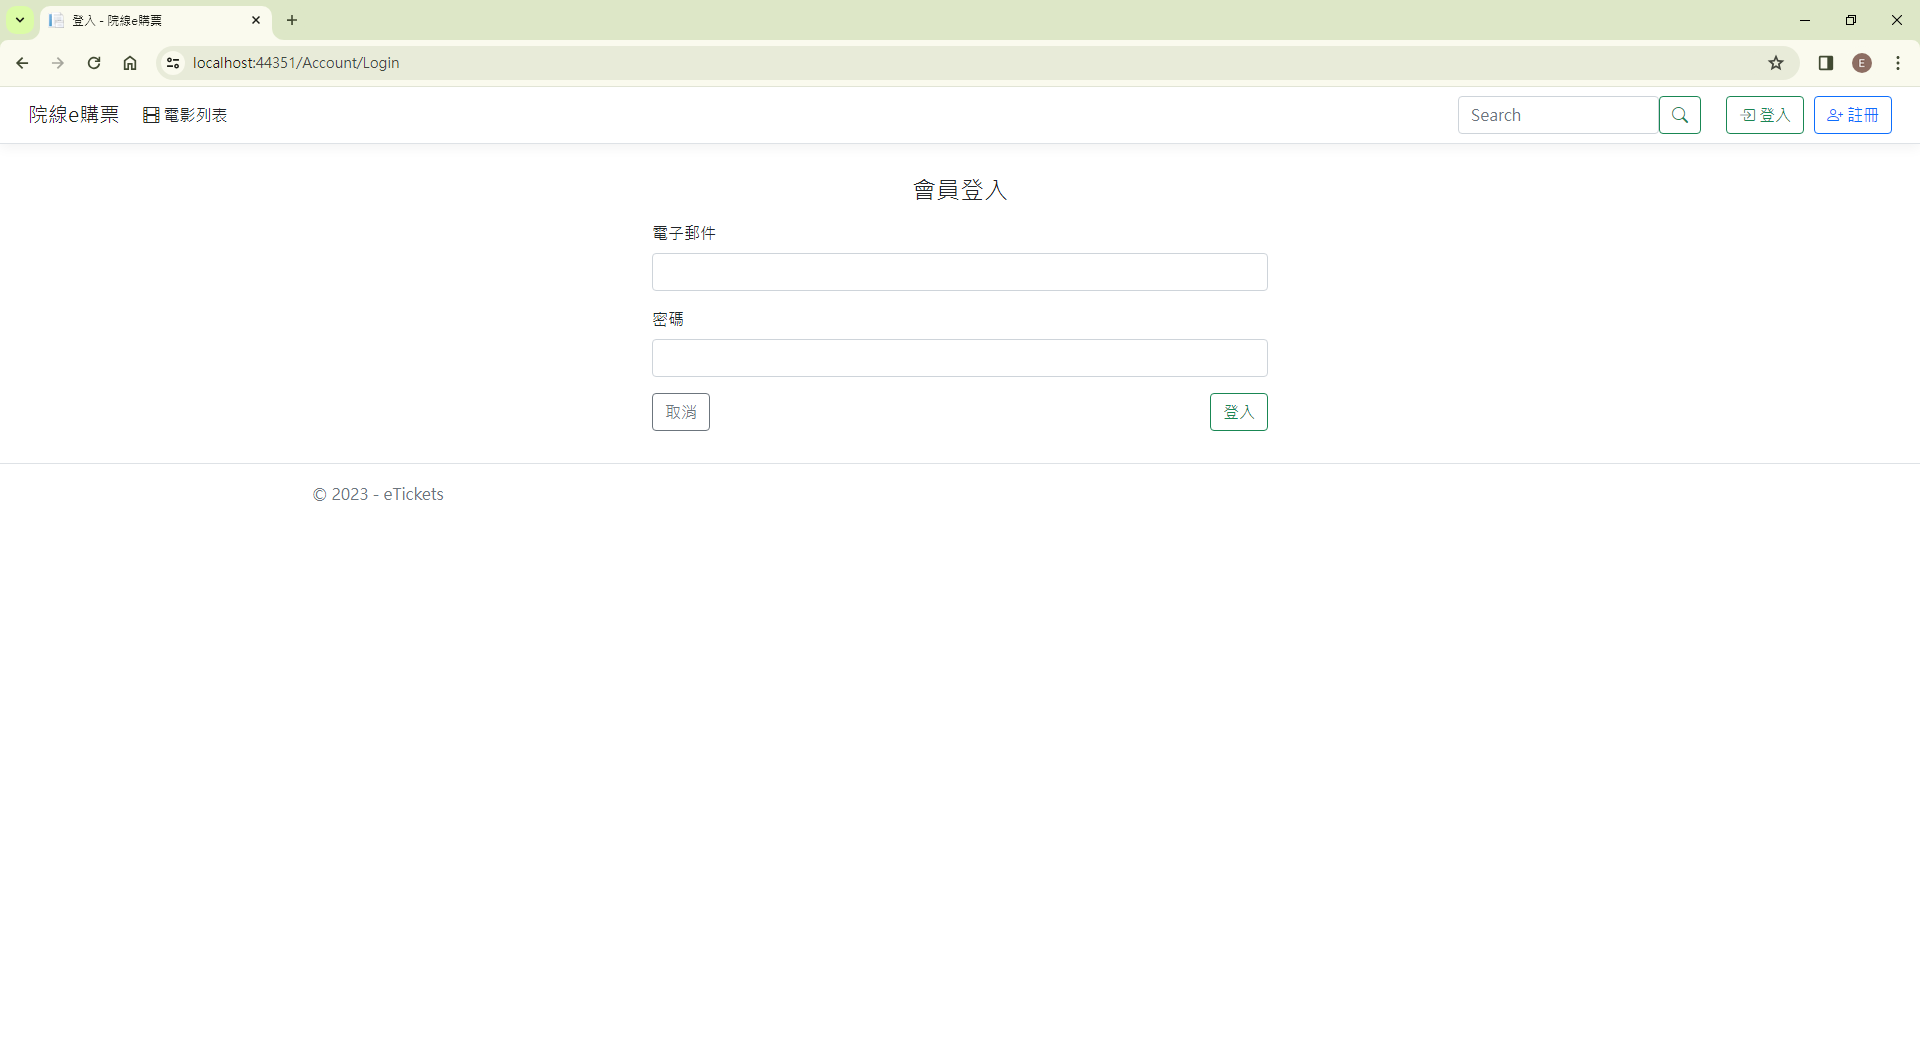 登入 - 院線e購票
localhost:44351/Account/Login
E
院線e購票 電影列表 Search 登入 註冊
會員登入
電子郵件
密碼
取消 登入
© 2023 - eTickets